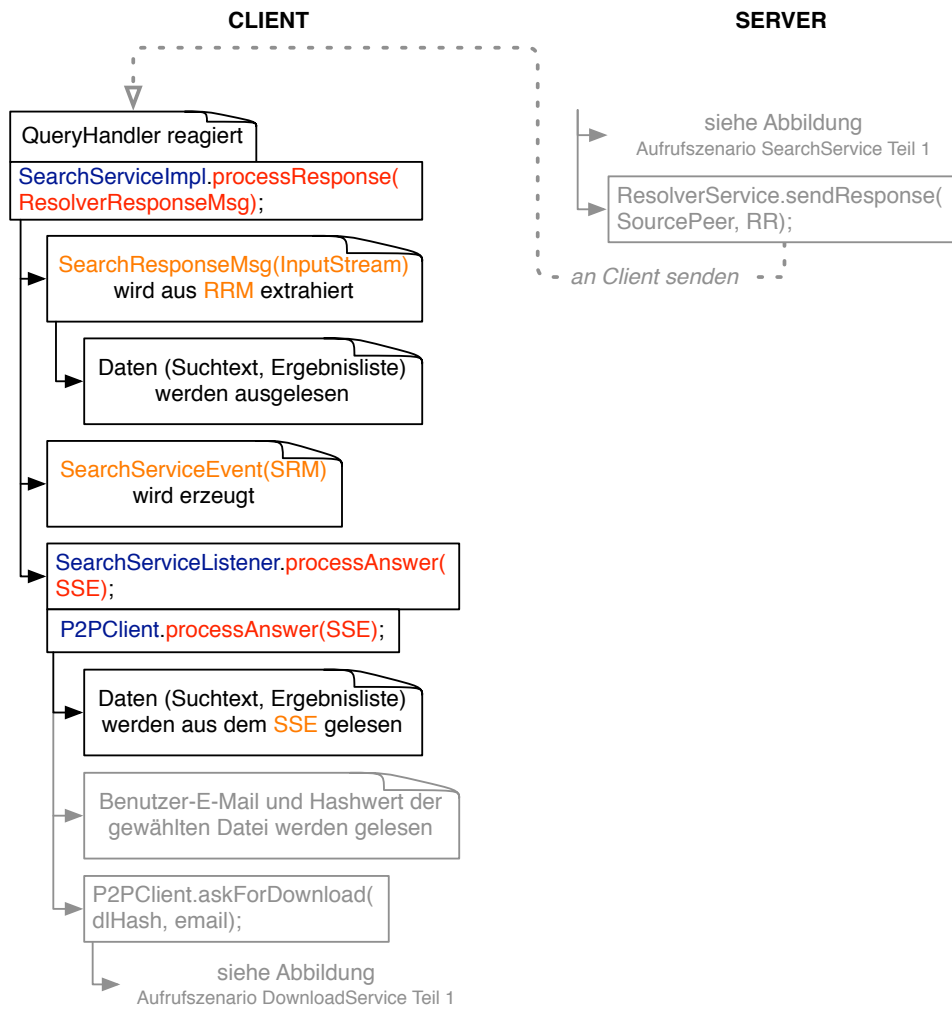 CLIENT
SERVER
QueryHandler reagiert
SearchServiceImpl.processResponse(
ResolverResponseMsg);
siehe Abbildung
Aufrufszenario SearchService Teil 1
ResolverService.sendResponse(
SourcePeer, RR);
an Client senden
SearchResponseMsg(InputStream)
wird aus RRM extrahiert
Daten (Suchtext, Ergebnisliste)
werden ausgelesen
SearchServiceEvent(SRM)
wird erzeugt
SearchServiceListener.processAnswer(
SSE);
P2PClient.processAnswer(SSE);
Daten (Suchtext, Ergebnisliste)
werden aus dem SSE gelesen
Benutzer-E-Mail und Hashwert der
gewählten Datei werden gelesen
P2PClient.askForDownload(
dlHash, email);
siehe Abbildung
Aufrufszenario DownloadService Teil 1